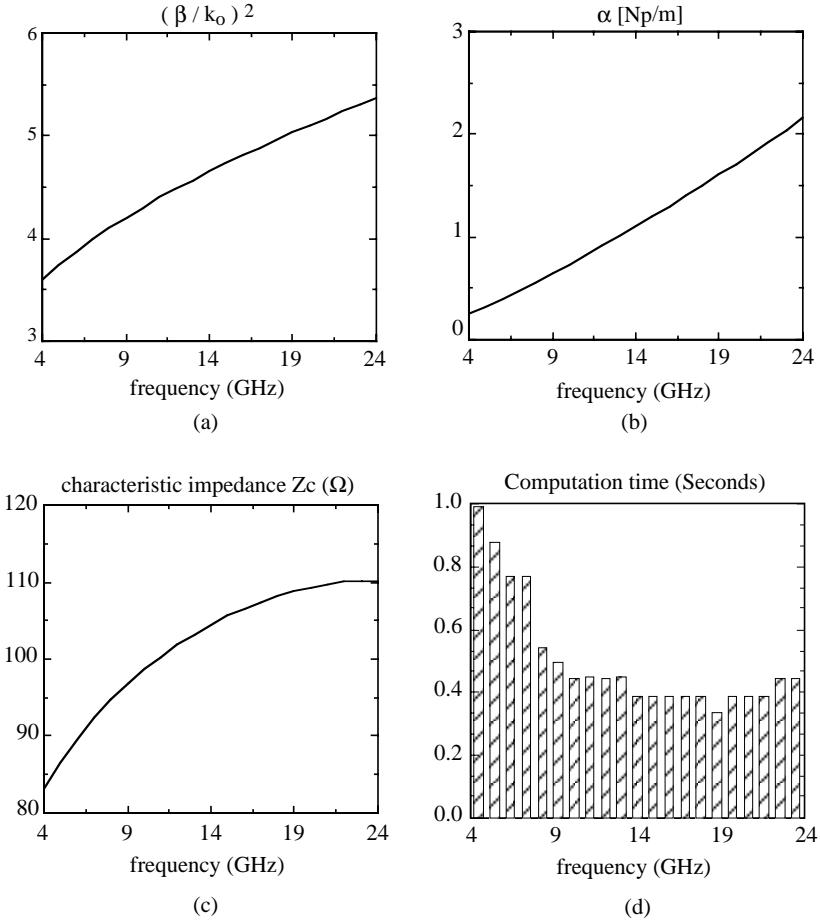 ( β / kₒ ) ²
6
5
4
3
4 9 14 19 24
frequency (GHz)
(a)
α [Np/m]
3
2
1
0
4 9 14 19 24
frequency (GHz)
(b)
characteristic impedance Zc (Ω)
120
110
100
90
80
4 9 14 19 24
frequency (GHz)
(c)
Computation time (Seconds)
1.0
0.8
0.6
0.4
0.2
0.0
4 9 14 19 24
frequency (GHz)
(d)